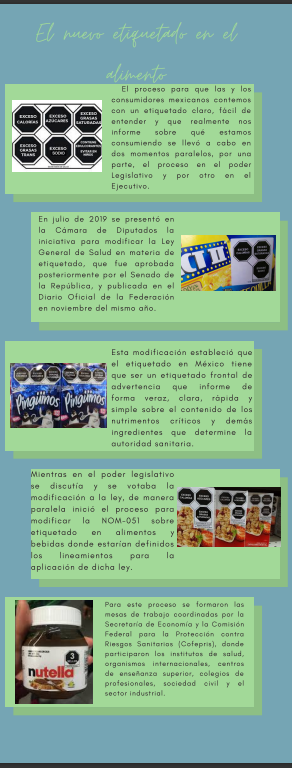 El nuevo etiquetado en el
alimento
EXCESO CALORÍAS
EXCESO AZÚCARES
EXCESO GRASAS SATURADAS
EXCESO GRASAS TRANS
EXCESO SODIO
El proceso para que las y los
consumidores mexicanos contemos
con un etiquetado claro, fácil de
entender y que realmente nos
informe sobre qué estamos
consumiendo se llevó a cabo en
dos momentos paralelos, por una
parte, el proceso en el poder
Legislativo y por otro en el
Ejecutivo.
En julio de 2019 se presentó en
la Cámara de Diputados la
iniciativa para modificar la Ley
General de Salud en materia de
etiquetado, que fue aprobada
posteriormente por el Senado de
la República, y publicada en el
Diario Oficial de la Federación
en noviembre del mismo año.
Pingüinos
Pingüinos
Esta modificación estableció que
el etiquetado en México tiene
que ser un etiquetado frontal de
advertencia que informe de
forma veraz, clara, rápida y
simple sobre el contenido de los
nutrimentos críticos y demás
ingredientes que determine la
autoridad sanitaria.
Mientras en el poder legislativo
se discutía y se votaba la
modificación a la ley, de manera
paralela inició el proceso para
modificar la NOM-051 sobre
etiquetado en alimentos y
bebidas donde estarían definidos
los lineamientos para la
aplicación de dicha ley.
nutella
3
Para este proceso se formaron las
mesas de trabajo coordinadas por la
Secretaría de Economía y la Comisión
Federal para la Protección contra
Riesgos Sanitarios (Cofepris), donde
participaron los institutos de salud,
organismos internacionales, centros
de enseñanza superior, colegios de
profesionales, sociedad civil y el
sector industrial.